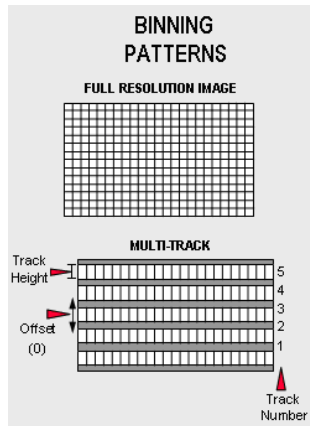 BINNING
PATTERNS
FULL RESOLUTION IMAGE
MULTI-TRACK
Track
Height
5
4
3
2
1
Offset
(0)
Track
Number